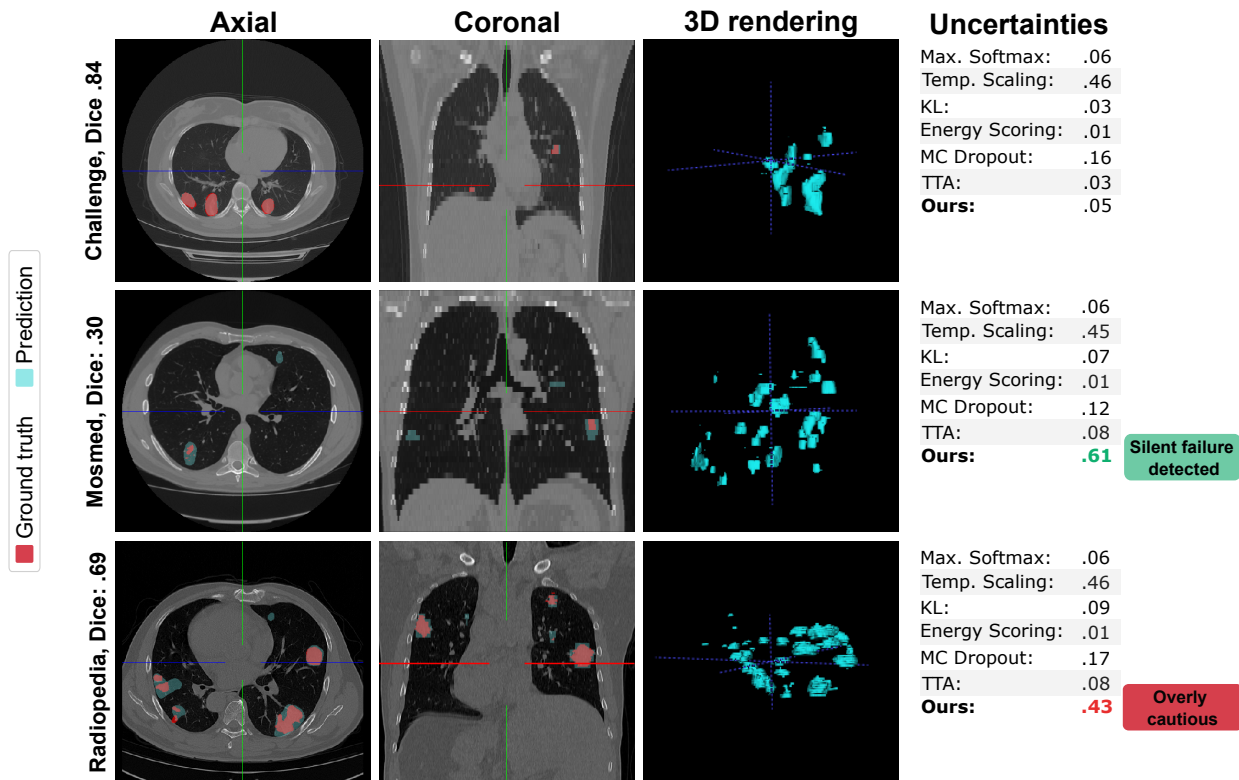 Axial
Coronal
3D rendering
Uncertainties
Ground truth
Prediction
Challenge, Dice .84
Max. Softmax: .06
Temp. Scaling: .46
KL: .03
Energy Scoring: .01
MC Dropout: .16
TTA: .03
Ours: .05
Mosmed, Dice: .30
Max. Softmax: .06
Temp. Scaling: .45
KL: .07
Energy Scoring: .01
MC Dropout: .12
TTA: .08
Ours: .61
Silent failure
detected
Radiopedia, Dice: .69
Max. Softmax: .06
Temp. Scaling: .46
KL: .09
Energy Scoring: .01
MC Dropout: .17
TTA: .08
Ours: .43
Overly
cautious